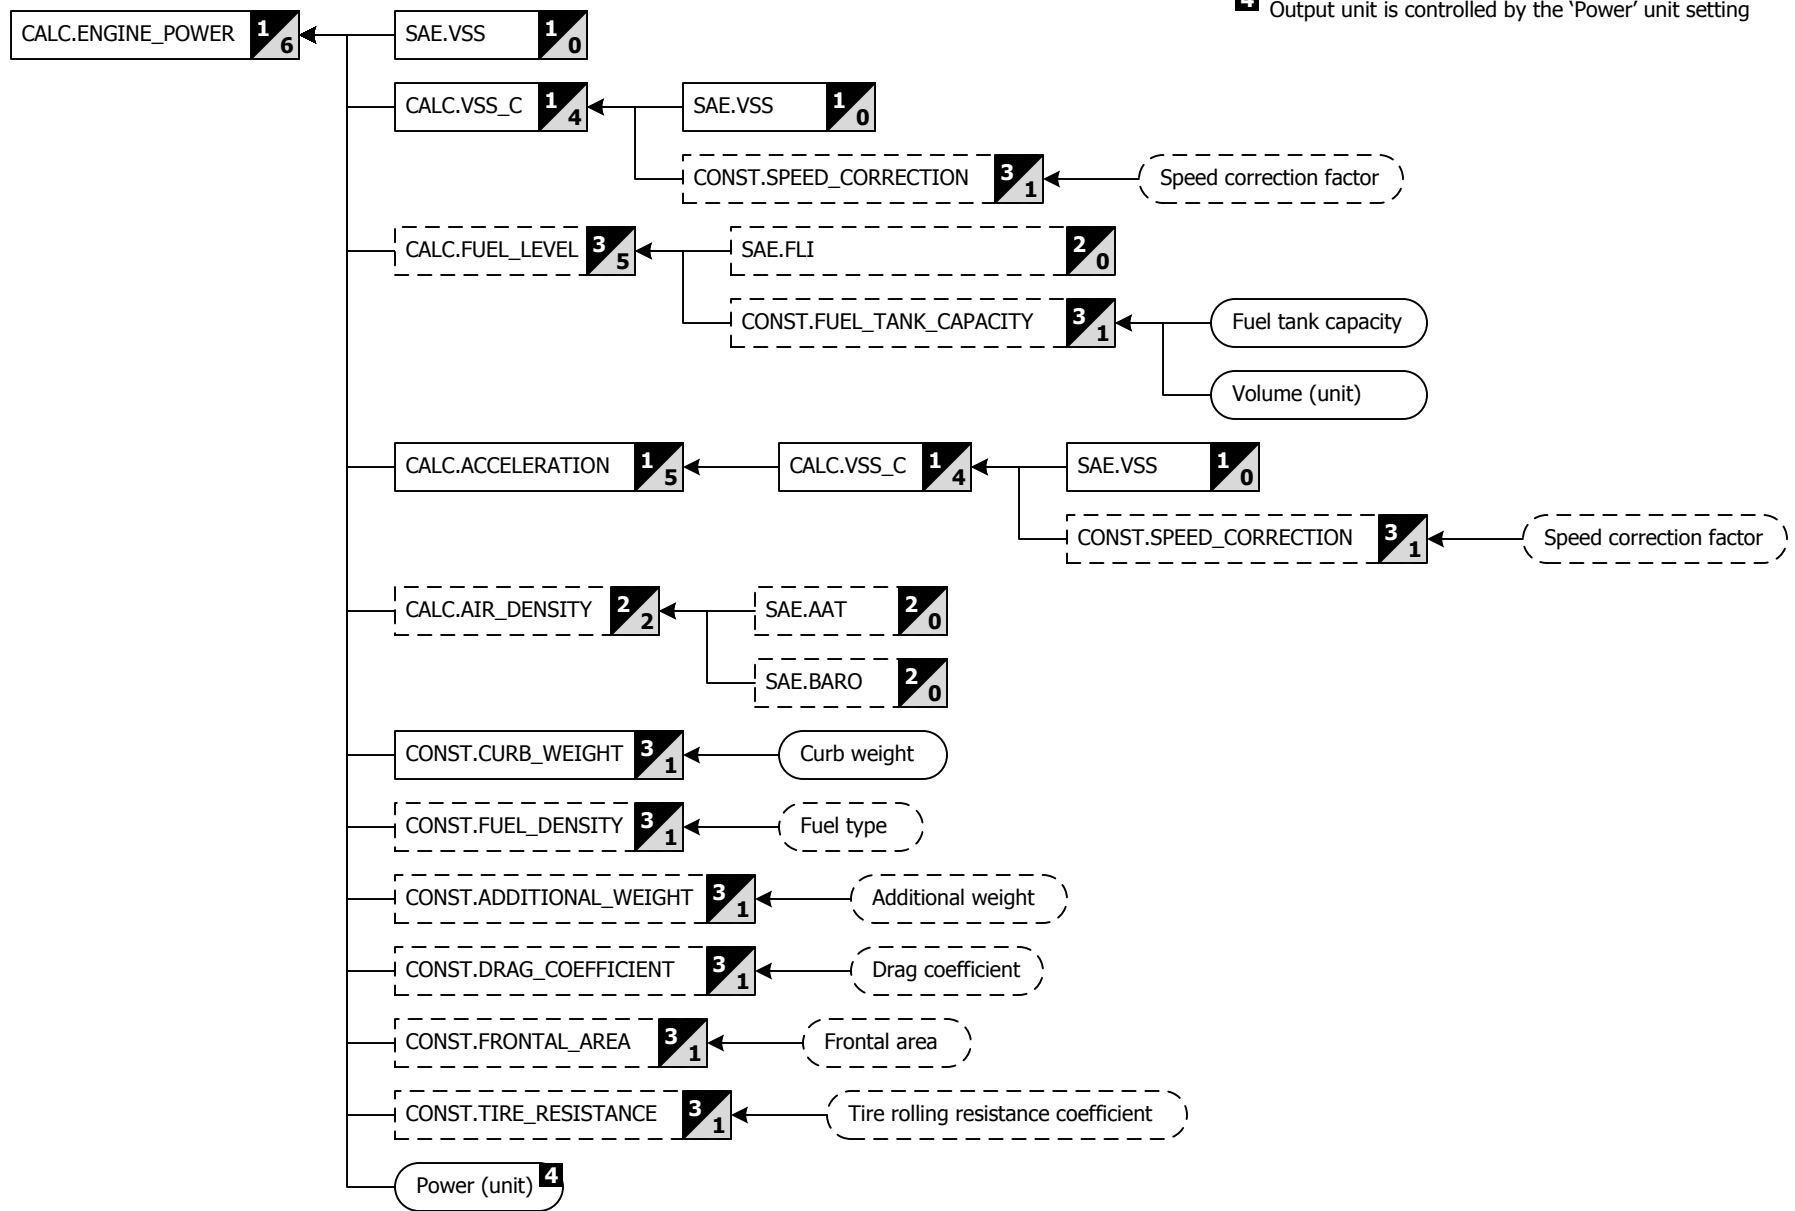 4 Output unit is controlled by the ‘Power’ unit setting
CALC.ENGINE_POWER 1 6 SAE.VSS 1 0
CALC.VSS_C 1 4 SAE.VSS 1 0
CONST.SPEED_CORRECTION 3 1 Speed correction factor
CALC.FUEL_LEVEL 3 5 SAE.FLI 2 0
CONST.FUEL_TANK_CAPACITY 3 1 Fuel tank capacity
Volume (unit)
CALC.ACCELERATION 1 5 CALC.VSS_C 1 4 SAE.VSS 1 0
CONST.SPEED_CORRECTION 3 1 Speed correction factor
CALC.AIR_DENSITY 2 2 SAE.AAT 2 0
SAE.BARO 2 0
CONST.CURB_WEIGHT 3 1 Curb weight
CONST.FUEL_DENSITY 3 1 Fuel type
CONST.ADDITIONAL_WEIGHT 3 1 Additional weight
CONST.DRAG_COEFFICIENT 3 1 Drag coefficient
CONST.FRONTAL_AREA 3 1 Frontal area
CONST.TIRE_RESISTANCE 3 1 Tire rolling resistance coefficient
Power (unit) 4